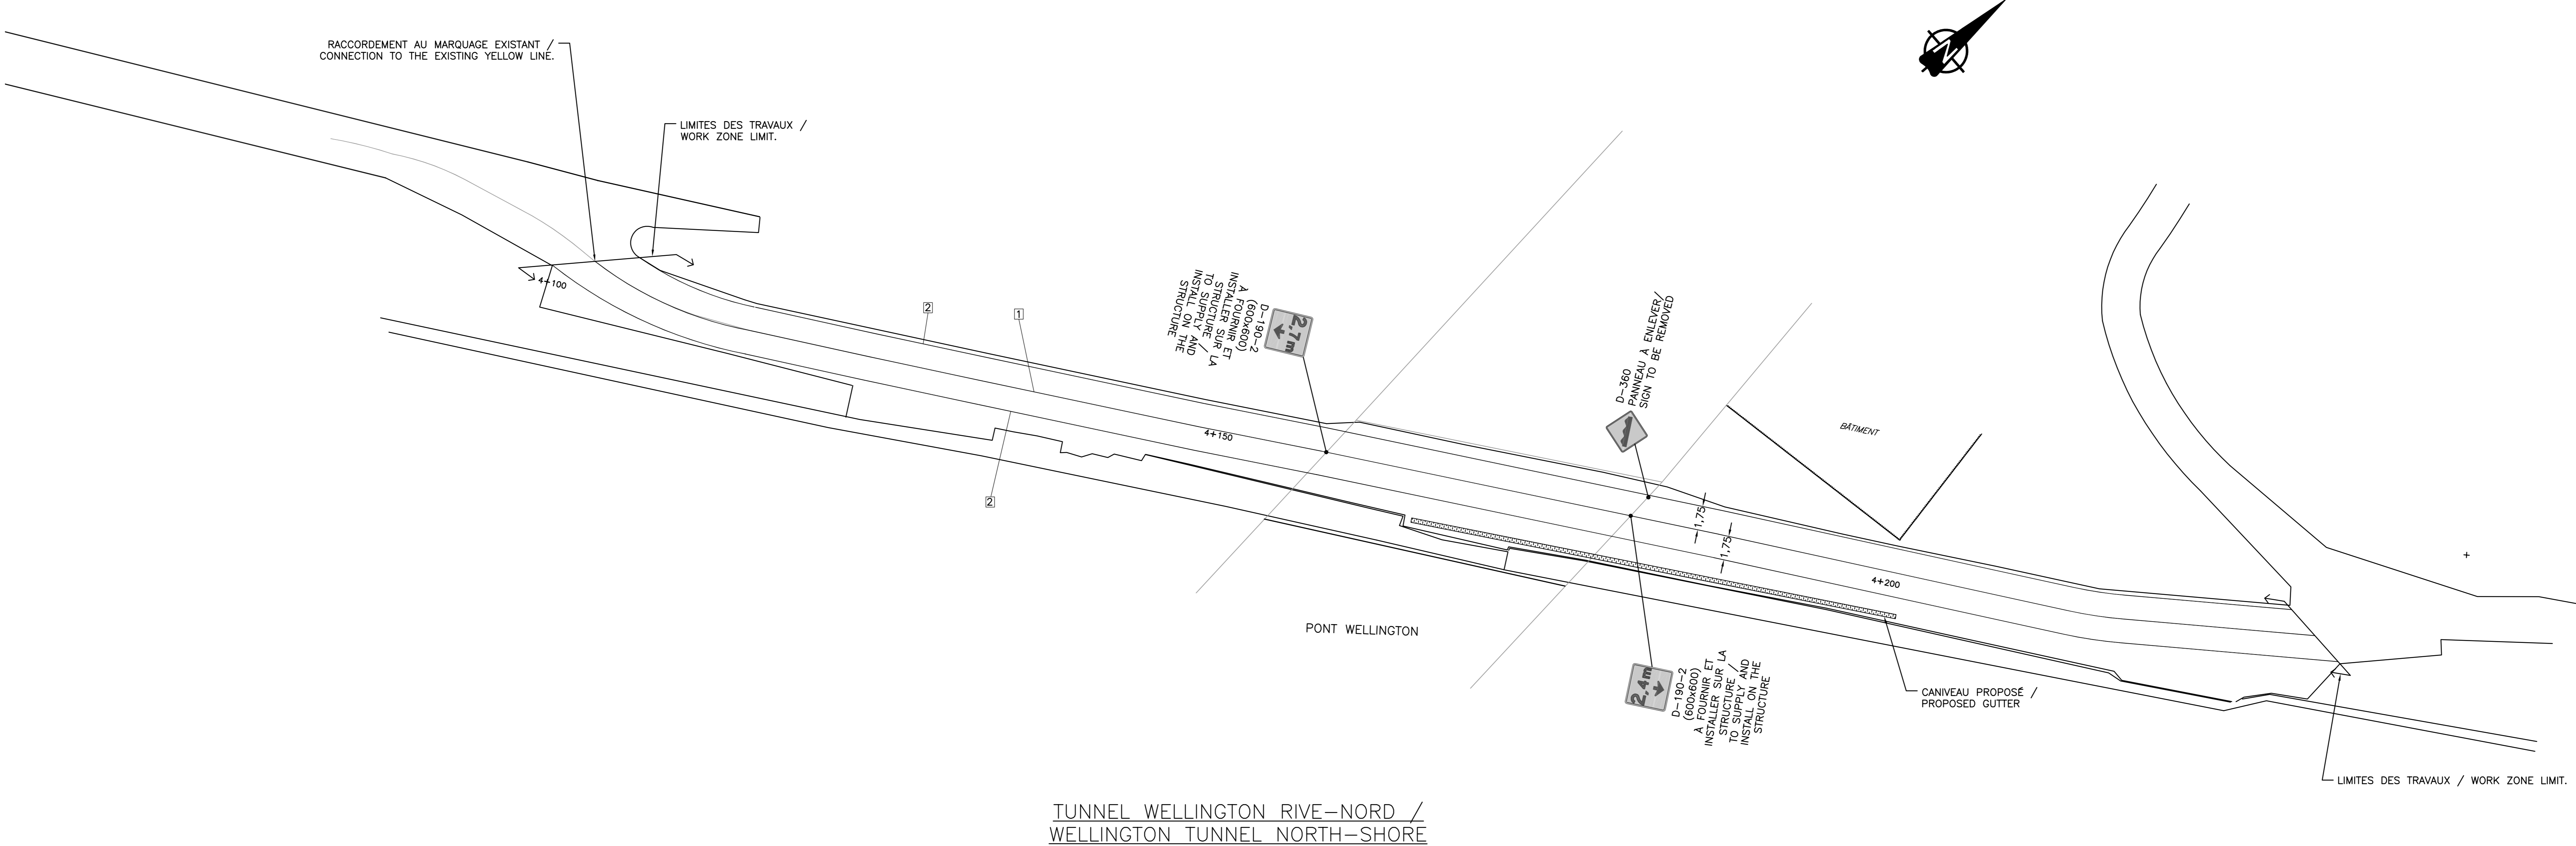 RACCORDEMENT AU MARQUAGE EXISTANT /
CONNECTION TO THE EXISTING YELLOW LINE.
LIMITES DES TRAVAUX /
WORK ZONE LIMIT.
N
4+100
2
1
2
4+150
D-190-2
(600x600)
À FOURNIR ET
INSTALLER SUR LA
STRUCTURE /
TO SUPPLY AND
INSTALL ON THE
STRUCTURE
2,7m
D-360
PANNEAU À ENLEVER/
SIGN TO BE REMOVED
BÂTIMENT
1,75
1,75
4+200
PONT WELLINGTON
2,4m
D-190-2
(600x600)
À FOURNIR ET
INSTALLER SUR LA
STRUCTURE /
TO SUPPLY AND
INSTALL ON THE
STRUCTURE
CANIVEAU PROPOSÉ /
PROPOSED GUTTER
LIMITES DES TRAVAUX / WORK ZONE LIMIT.
TUNNEL WELLINGTON RIVE-NORD /
WELLINGTON TUNNEL NORTH-SHORE